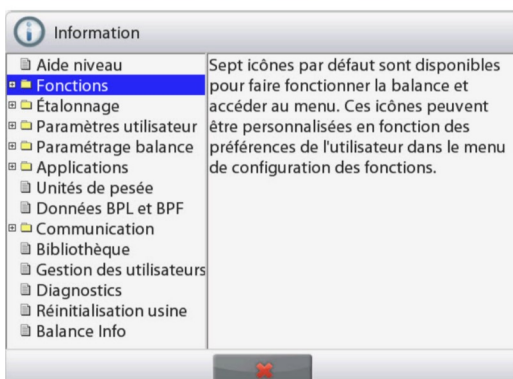 Information
Aide niveau
Fonctions
Étalonnage
Paramètres utilisateur
Paramétrage balance
Applications
Unités de pesée
Données BPL et BPF
Communication
Bibliothèque
Gestion des utilisateurs
Diagnostics
Réinitialisation usine
Balance Info
Sept icônes par défaut sont disponibles
pour faire fonctionner la balance et
accéder au menu. Ces icônes peuvent
être personnalisées en fonction des
préférences de l'utilisateur dans le menu
de configuration des fonctions.